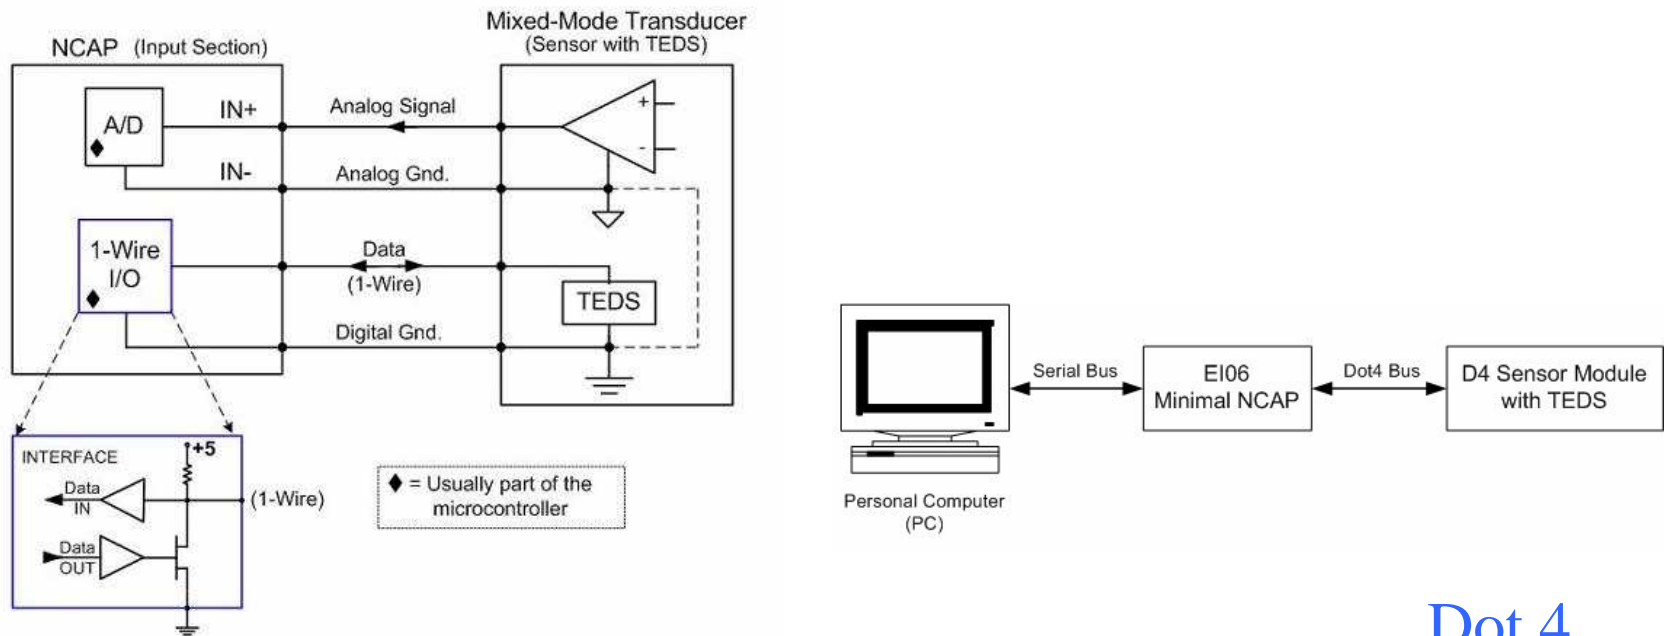 Mixed-Mode Transducer
(Sensor with TEDS)
NCAP (Input Section)
A/D
IN+
Analog Signal
+
-
IN-
Analog Gnd.
1-Wire
I/O
Data
(1-Wire)
TEDS
Digital Gnd.
INTERFACE
+5
Data
IN
(1-Wire)
Data
OUT
♦ = Usually part of the
microcontroller
Serial Bus
EI06
Minimal NCAP
Dot4 Bus
D4 Sensor Module
with TEDS
Personal Computer
(PC)
Dot 4